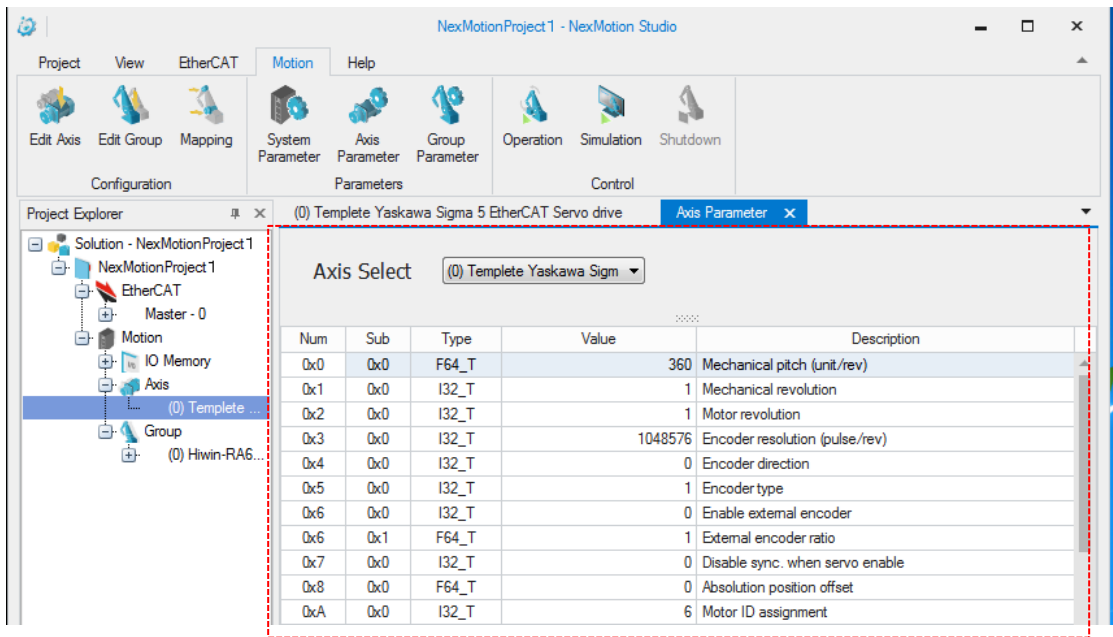 NexMotionProject1 - NexMotion Studio
Project View EtherCAT Motion Help
Edit Axis Edit Group Mapping System Parameter Axis Parameter Group Parameter Operation Simulation Shutdown
Configuration Parameters Control
Project Explorer
(0) Templete Yaskawa Sigma 5 EtherCAT Servo drive Axis Parameter
Solution - NexMotionProject1
NexMotionProject1
EtherCAT
Master - 0
Motion
IO Memory
Axis
(0) Templete ...
Group
(0) Hiwin-RA6...
Axis Select (0) Templete Yaskawa Sigm
Num Sub Type Value Description
0x0 0x0 F64_T 360 Mechanical pitch (unit/rev)
0x1 0x0 I32_T 1 Mechanical revolution
0x2 0x0 I32_T 1 Motor revolution
0x3 0x0 I32_T 1048576 Encoder resolution (pulse/rev)
0x4 0x0 I32_T 0 Encoder direction
0x5 0x0 I32_T 1 Encoder type
0x6 0x0 I32_T 0 Enable external encoder
0x6 0x1 F64_T 1 External encoder ratio
0x7 0x0 I32_T 0 Disable sync. when servo enable
0x8 0x0 F64_T 0 Absolution position offset
0xA 0x0 I32_T 6 Motor ID assignment